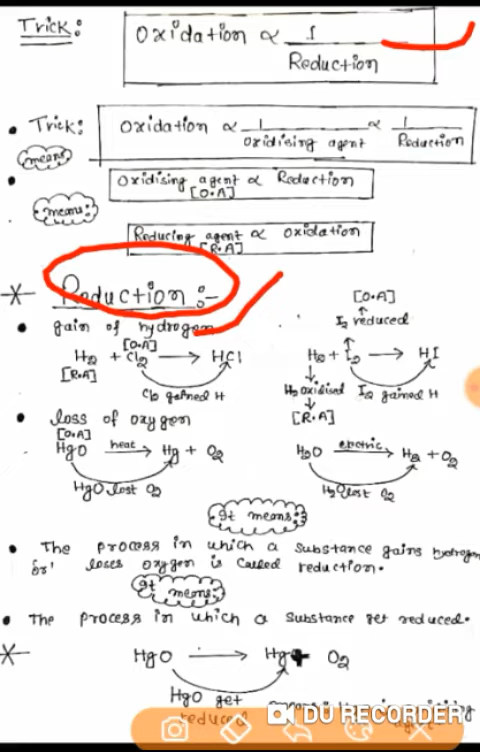 Trick:
Oxidation ∝ 1
Reduction
• Trick: Oxidation ∝ 1 ∝ 1
Oxidising agent Reduction
means
• Oxidising agent ∝ Reduction
[O.A]
means:
Reducing agent ∝ Oxidation
[R.A]
* Reduction :-
• gain of hydrogen
[O.A]
H2 + Cl2 → HCl
[R.A]
Cl2 gained H
[O.A]
↑
I2 reduced
↑
H2 + I2 → HI
↓
H2 oxidised I2 gained H
↓
[R.A]
• loss of oxygen
[O.A]
HgO heat → Hg + O2
HgO lost O2
H2O electric → H2 + O2
H2O lost O2
It means:
• The process in which a substance gains hydrogen
or loses oxygen is called reduction.
It means:
• The process in which a substance get reduced.
* HgO → Hg + O2
HgO get
reduced
DU RECORDER